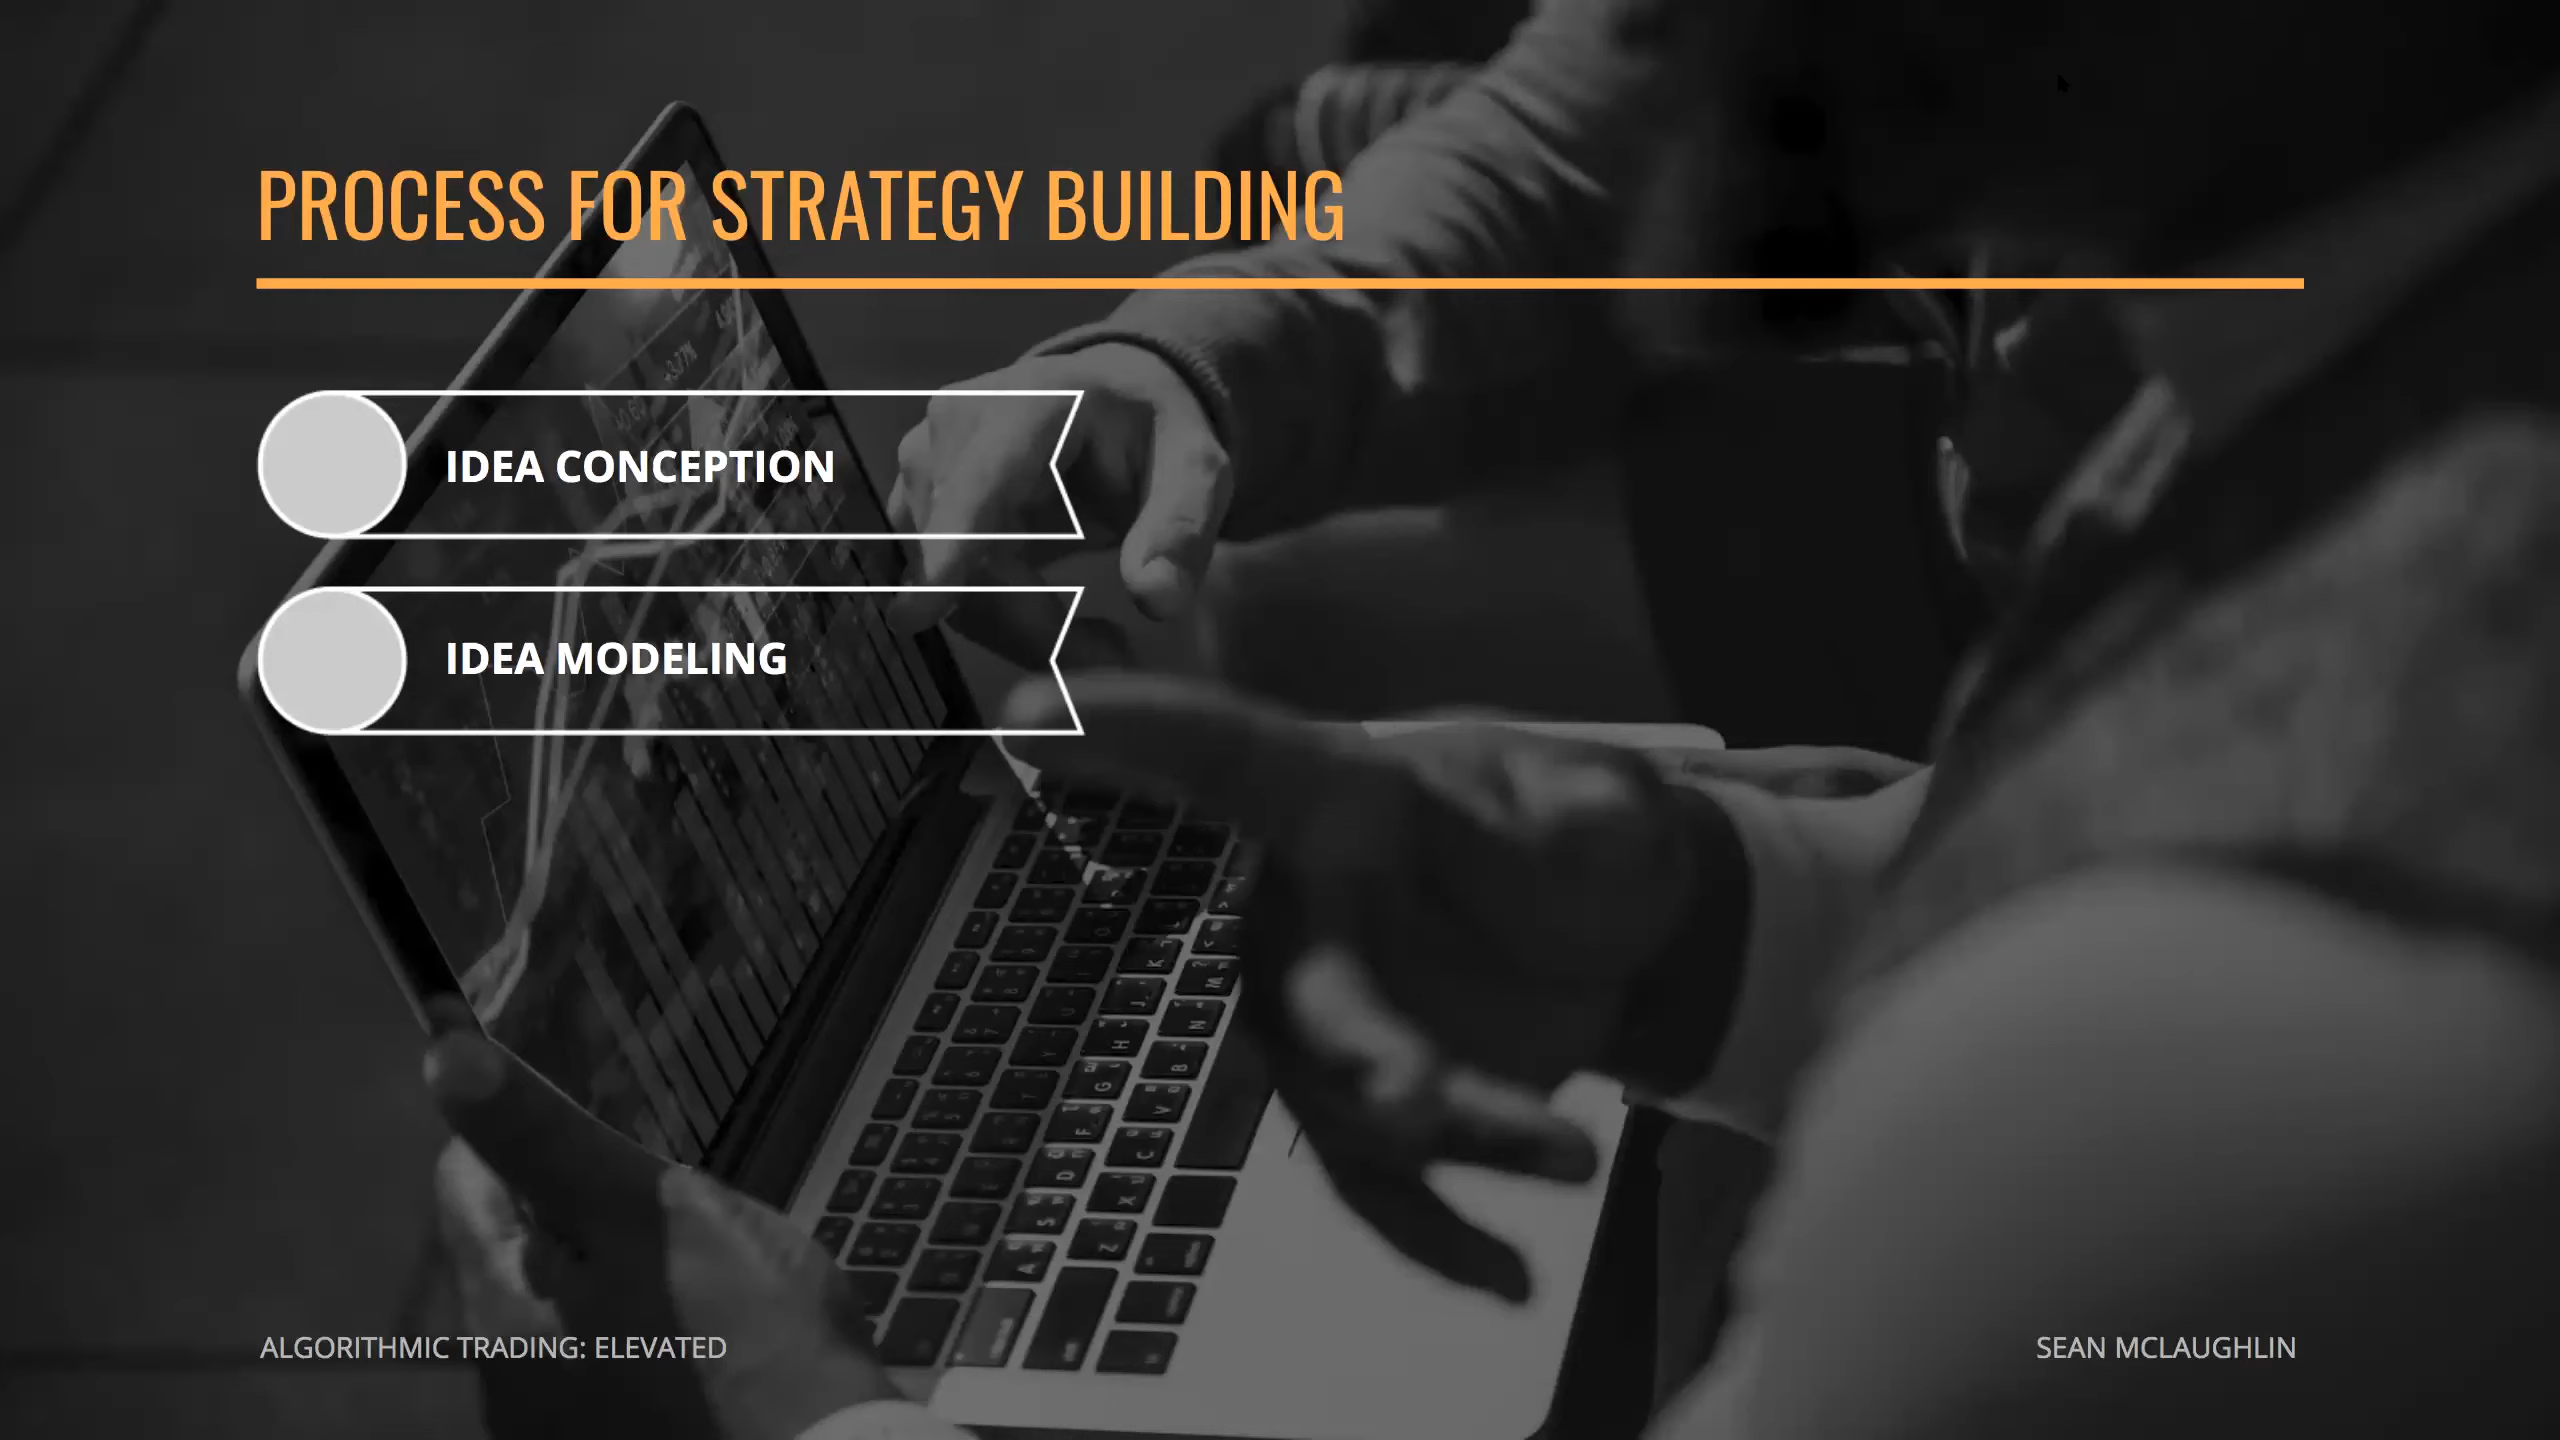 PROCESS FOR STRATEGY BUILDING
IDEA CONCEPTION
IDEA MODELING
ALGORITHMIC TRADING: ELEVATED
SEAN MCLAUGHLIN